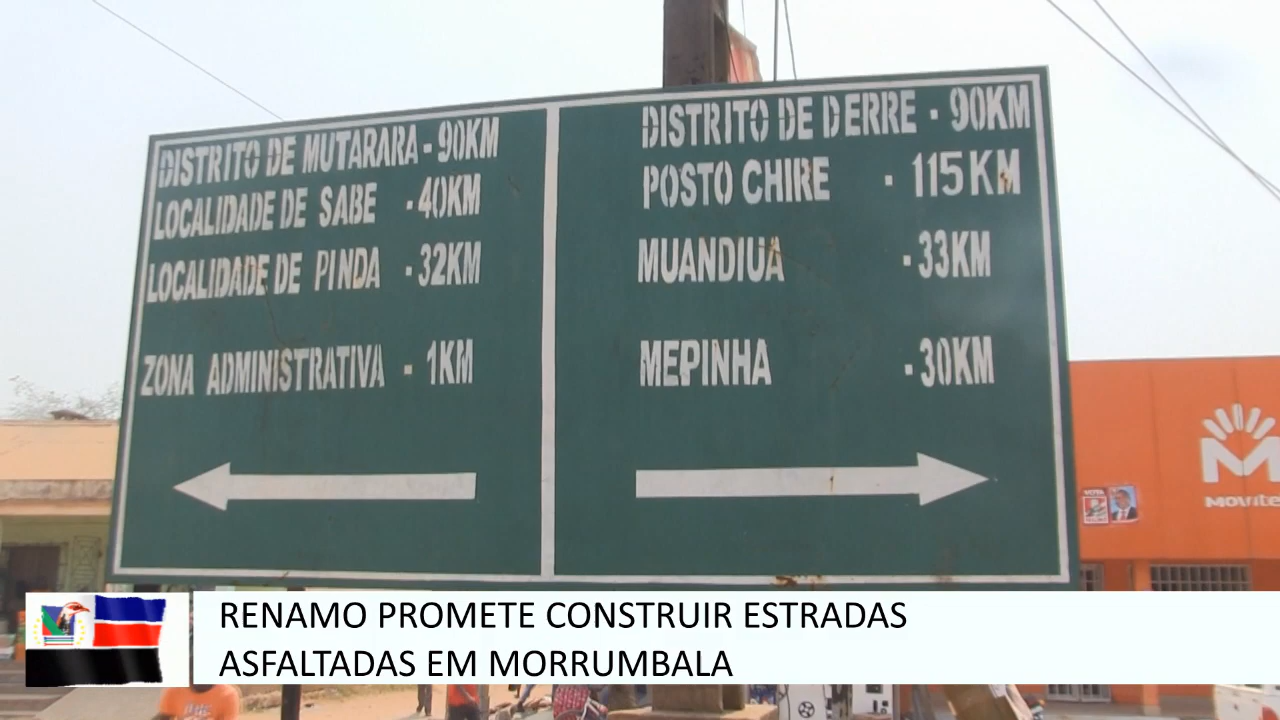 DISTRITO DE MUTARARA - 90KM
LOCALIDADE DE SABE - 40KM
LOCALIDADE DE PINDA - 32KM
ZONA ADMINISTRATIVA - 1KM
DISTRITO DE DERRE - 90KM
POSTO CHIRE - 115KM
MUANDIUA - 33KM
MEPINHA - 30KM
M
VOTA
RENAMO PROMETE CONSTRUIR ESTRADAS
ASFALTADAS EM MORRUMBALA